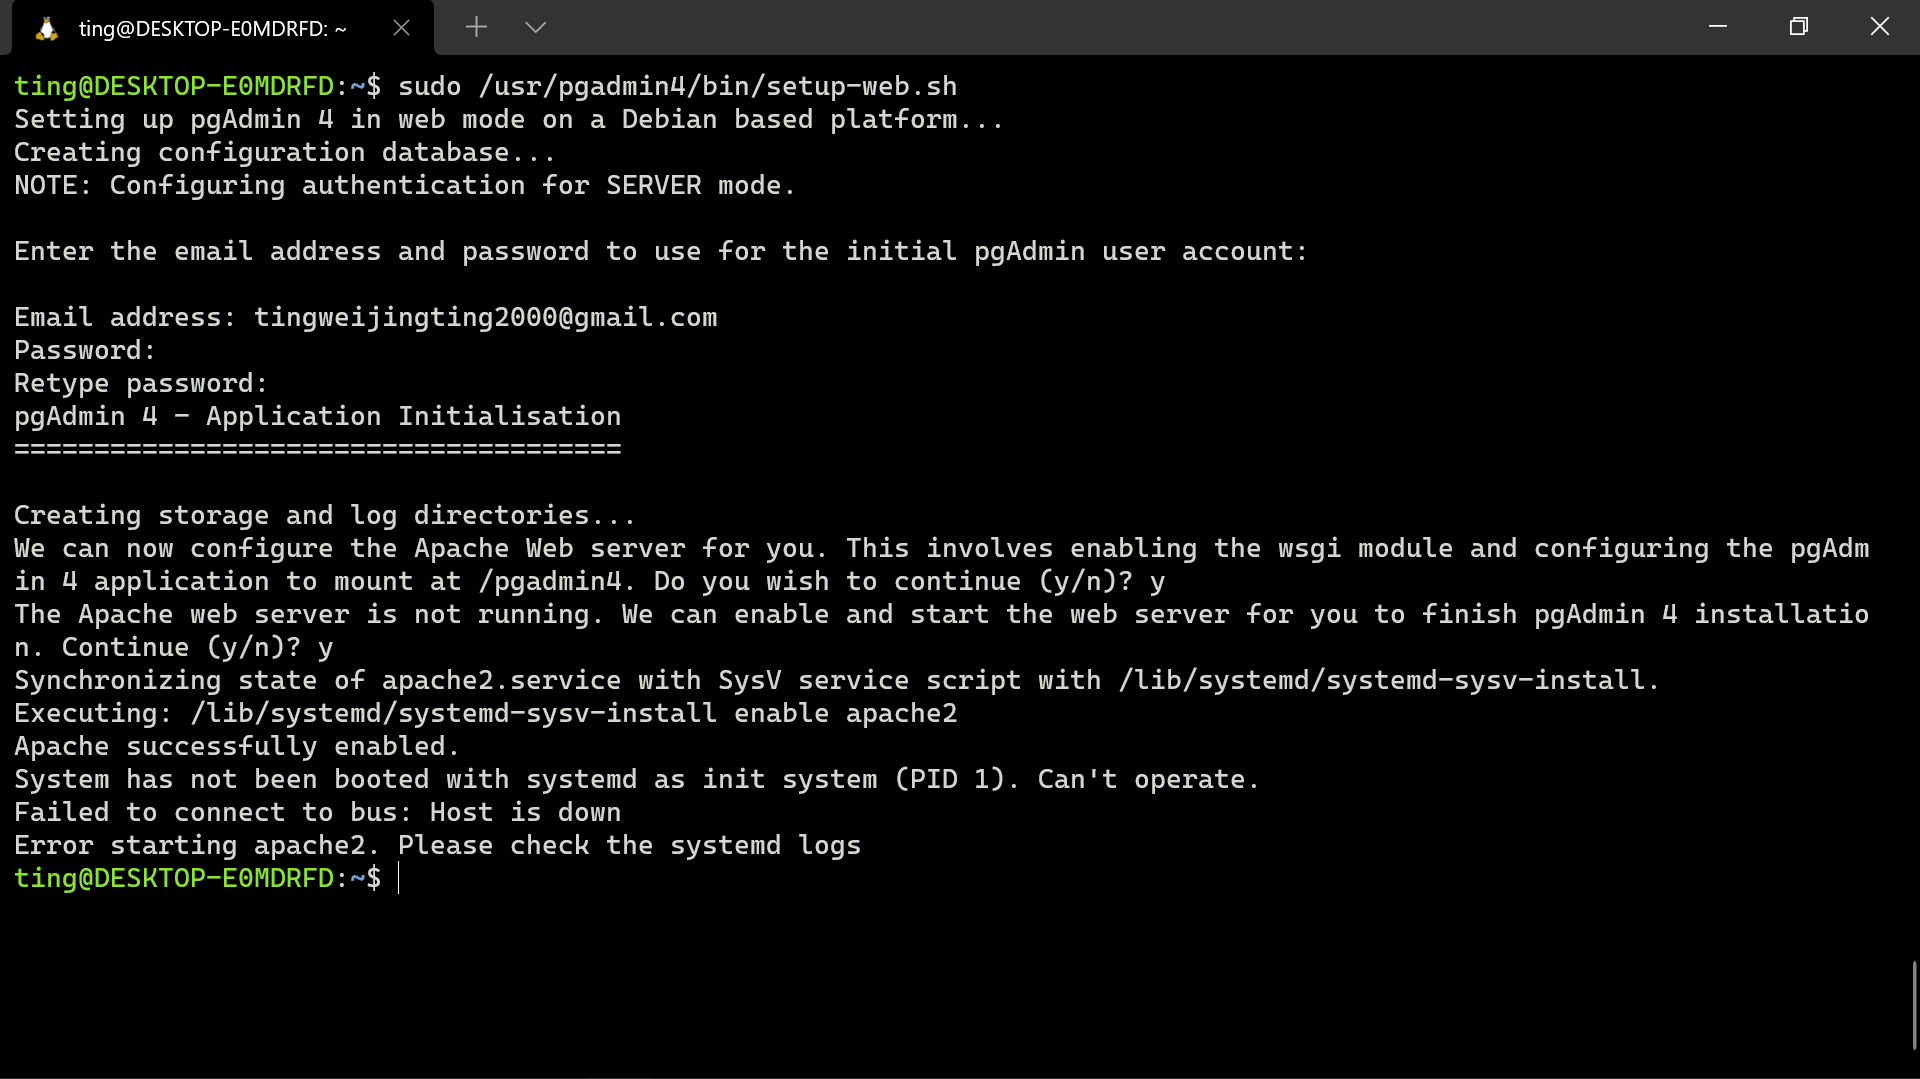 ting@DESKTOP-E0MDRFD: ~
ting@DESKTOP-E0MDRFD:~$ sudo /usr/pgadmin4/bin/setup-web.sh
Setting up pgAdmin 4 in web mode on a Debian based platform...
Creating configuration database...
NOTE: Configuring authentication for SERVER mode.
Enter the email address and password to use for the initial pgAdmin user account:
Email address: tingweijingting2000@gmail.com
Password:
Retype password:
pgAdmin 4 - Application Initialisation
======================================
Creating storage and log directories...
We can now configure the Apache Web server for you. This involves enabling the wsgi module and configuring the pgAdm
in 4 application to mount at /pgadmin4. Do you wish to continue (y/n)? y
The Apache web server is not running. We can enable and start the web server for you to finish pgAdmin 4 installatio
n. Continue (y/n)? y
Synchronizing state of apache2.service with SysV service script with /lib/systemd/systemd-sysv-install.
Executing: /lib/systemd/systemd-sysv-install enable apache2
Apache successfully enabled.
System has not been booted with systemd as init system (PID 1). Can't operate.
Failed to connect to bus: Host is down
Error starting apache2. Please check the systemd logs
ting@DESKTOP-E0MDRFD:~$